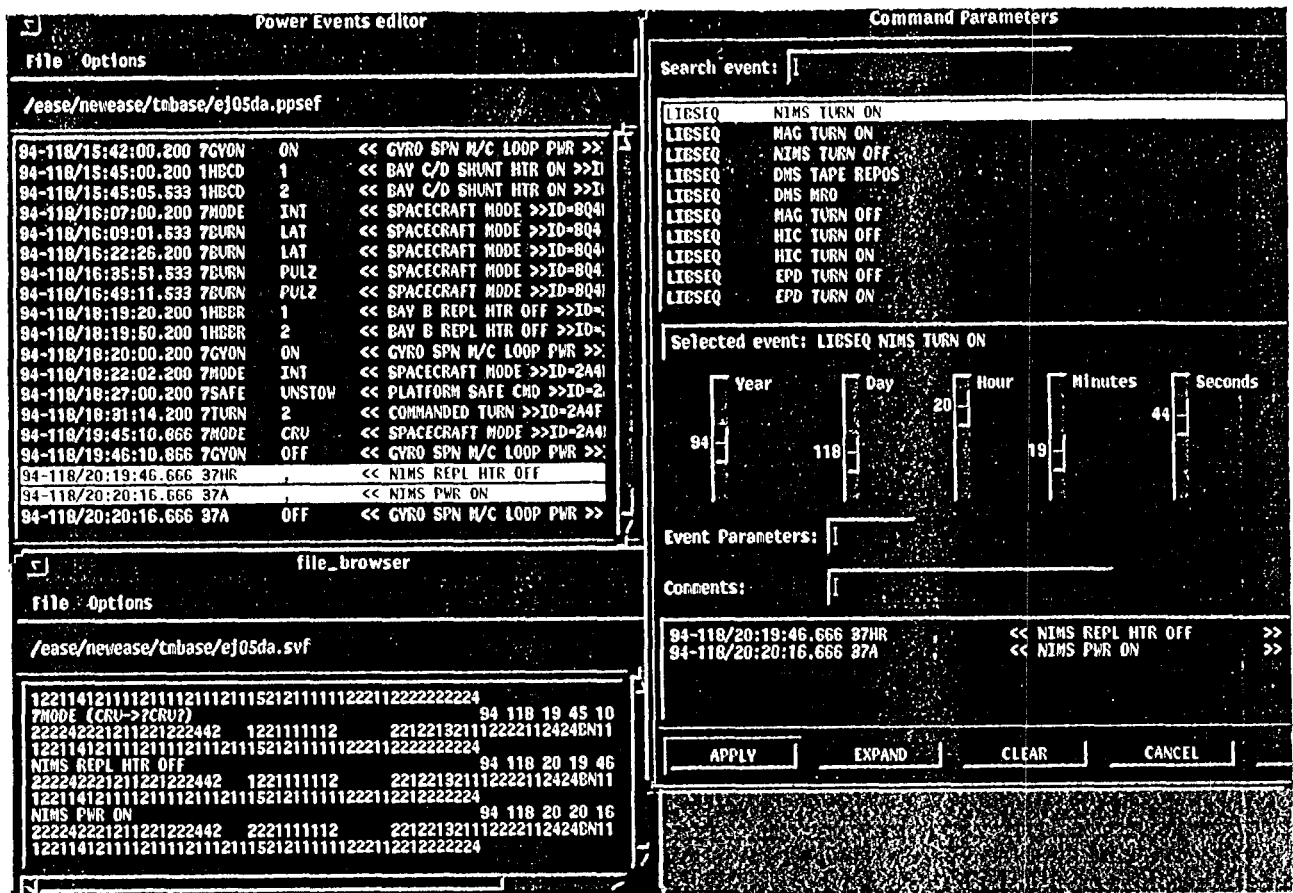 Power Events editor
File Options
/ease/newease/tmbase/ej05da.ppsef
94-118/15:42:00.200 7GYON ON << GYRO SPN M/C LOOP PWR >>
94-118/15:45:00.200 1HBCD 1 << BAY C/D SHUNT HTR ON >>I
94-118/15:45:05.533 1HBCD 2 << BAY C/D SHUNT HTR ON >>I
94-118/16:07:00.200 7MODE INT << SPACECRAFT MODE >>ID=8Q4
94-118/16:09:01.533 7BURN LAT << SPACECRAFT MODE >>ID=8Q4
94-118/16:22:26.200 7BURN LAT << SPACECRAFT MODE >>ID=8Q4
94-118/16:35:51.533 7BURN PULZ << SPACECRAFT MODE >>ID=8Q4
94-118/16:49:11.533 7BURN PULZ << SPACECRAFT MODE >>ID=8Q4
94-118/18:19:20.200 1HBBR 1 << BAY B REPL HTR OFF >>ID=
94-118/18:19:50.200 1HBBR 2 << BAY B REPL HTR OFF >>ID=
94-118/18:20:00.200 7GYON ON << GYRO SPN M/C LOOP PWR >>
94-118/18:22:02.200 7MODE INT << SPACECRAFT MODE >>ID=2A4
94-118/18:27:00.200 7SAFE UNSTOW << PLATFORM SAFE CMD >>ID=2
94-118/18:31:14.200 7TURN 2 << COMMANDED TURN >>ID=2A4F
94-118/19:45:10.866 7MODE CRU << SPACECRAFT MODE >>ID=2A4
94-118/19:46:10.866 7GYON OFF << GYRO SPN M/C LOOP PWR >>
94-118/20:19:46.666 37HR , << NIMS REPL HTR OFF
94-118/20:20:16.666 37A , << NIMS PWR ON
94-118/20:20:16.666 37A OFF << GYRO SPN M/C LOOP PWR >>
file_browser
File Options
/ease/newease/tmbase/ej05da.svf
122114121111211112111211152121111112221122222222224
?MODE (CRU->?CRU?) 94 118 19 45 10
2222422212112212224​42 1221111112 22122132111222211242​4BN11
122114121111211112111211152121111112221122222222224
NIMS REPL HTR OFF 94 118 20 19 46
222242221211221222442 1221111112 221221321112222112424BN11
122114121111211112111211152121111112221122122222224
NIMS PWR ON 94 118 20 20 16
222242221211221222442 2221111112 221221321112222112424BN11
122114121111211112111211152121111112221122122222224
Command Parameters
Search event:
LIBSEQ NIMS TURN ON
LIBSEQ MAG TURN ON
LIBSEQ NIMS TURN OFF
LIBSEQ DMS TAPE REPOS
LIBSEQ DMS MRO
LIBSEQ MAG TURN OFF
LIBSEQ HIC TURN OFF
LIBSEQ HIC TURN ON
LIBSEQ EPD TURN OFF
LIBSEQ EPD TURN ON
Selected event: LIBSEQ NIMS TURN ON
Year Day Hour Minutes Seconds
94 118 20 19 44
Event Parameters:
Comments:
94-118/20:19:46.666 37HR , << NIMS REPL HTR OFF >>
94-118/20:20:16.666 37A , << NIMS PWR ON >>
APPLY EXPAND CLEAR CANCEL